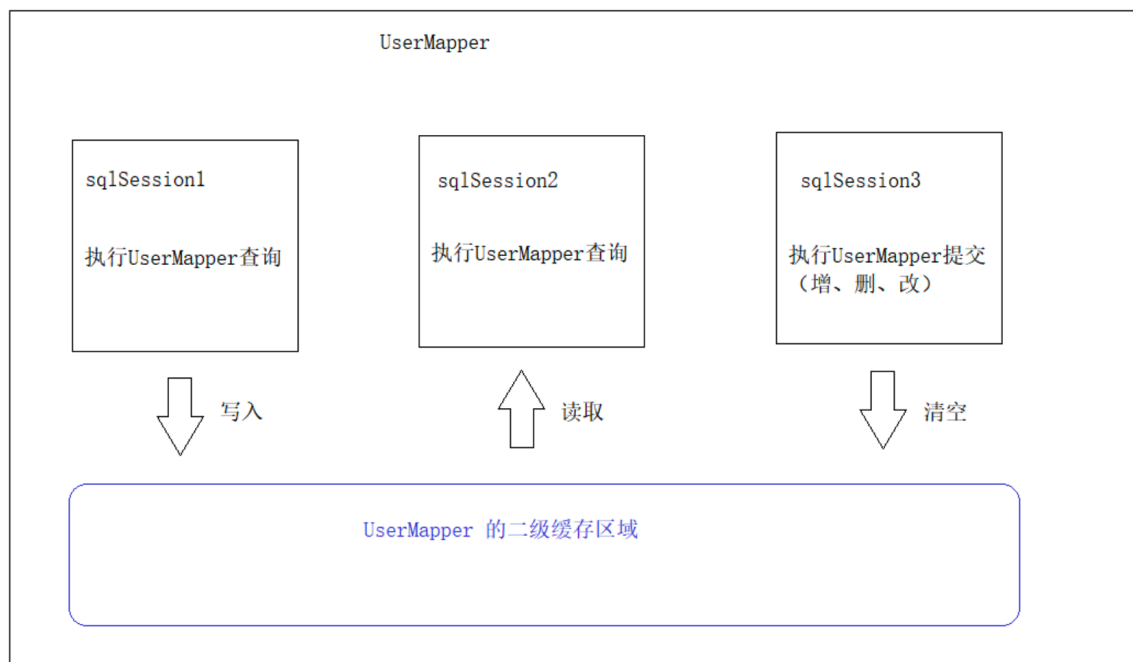 UserMapper
sqlSession1
执行UserMapper查询
sqlSession2
执行UserMapper查询
sqlSession3
执行UserMapper提交
（增、删、改）
写入
读取
清空
UserMapper 的二级缓存区域